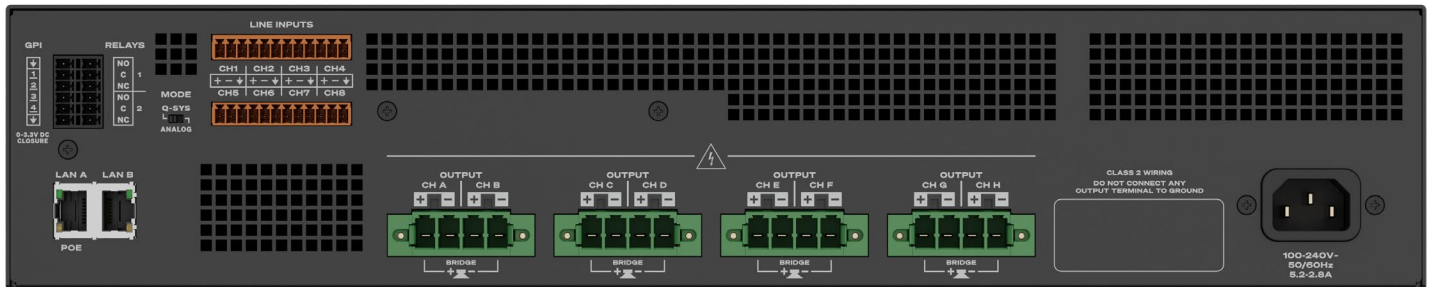 LINE INPUTS
GPI
RELAYS
1
2
3
4
NO
C 1
NC
NO
C 2
NC
0-3.3V DC
CLOSURE
MODE
Q-SYS
ANALOG
CH1 CH2 CH3 CH4
+ - + - + - + -
CH5 CH6 CH7 CH8
LAN A LAN B
POE
OUTPUT
CH A CH B
+ - + -
BRIDGE
+ -
OUTPUT
CH C CH D
+ - + -
BRIDGE
+ -
OUTPUT
CH E CH F
+ - + -
BRIDGE
+ -
OUTPUT
CH G CH H
+ - + -
BRIDGE
+ -
CLASS 2 WIRING
DO NOT CONNECT ANY
OUTPUT TERMINAL TO GROUND
100-240V~
50/60Hz
5.2-2.8A